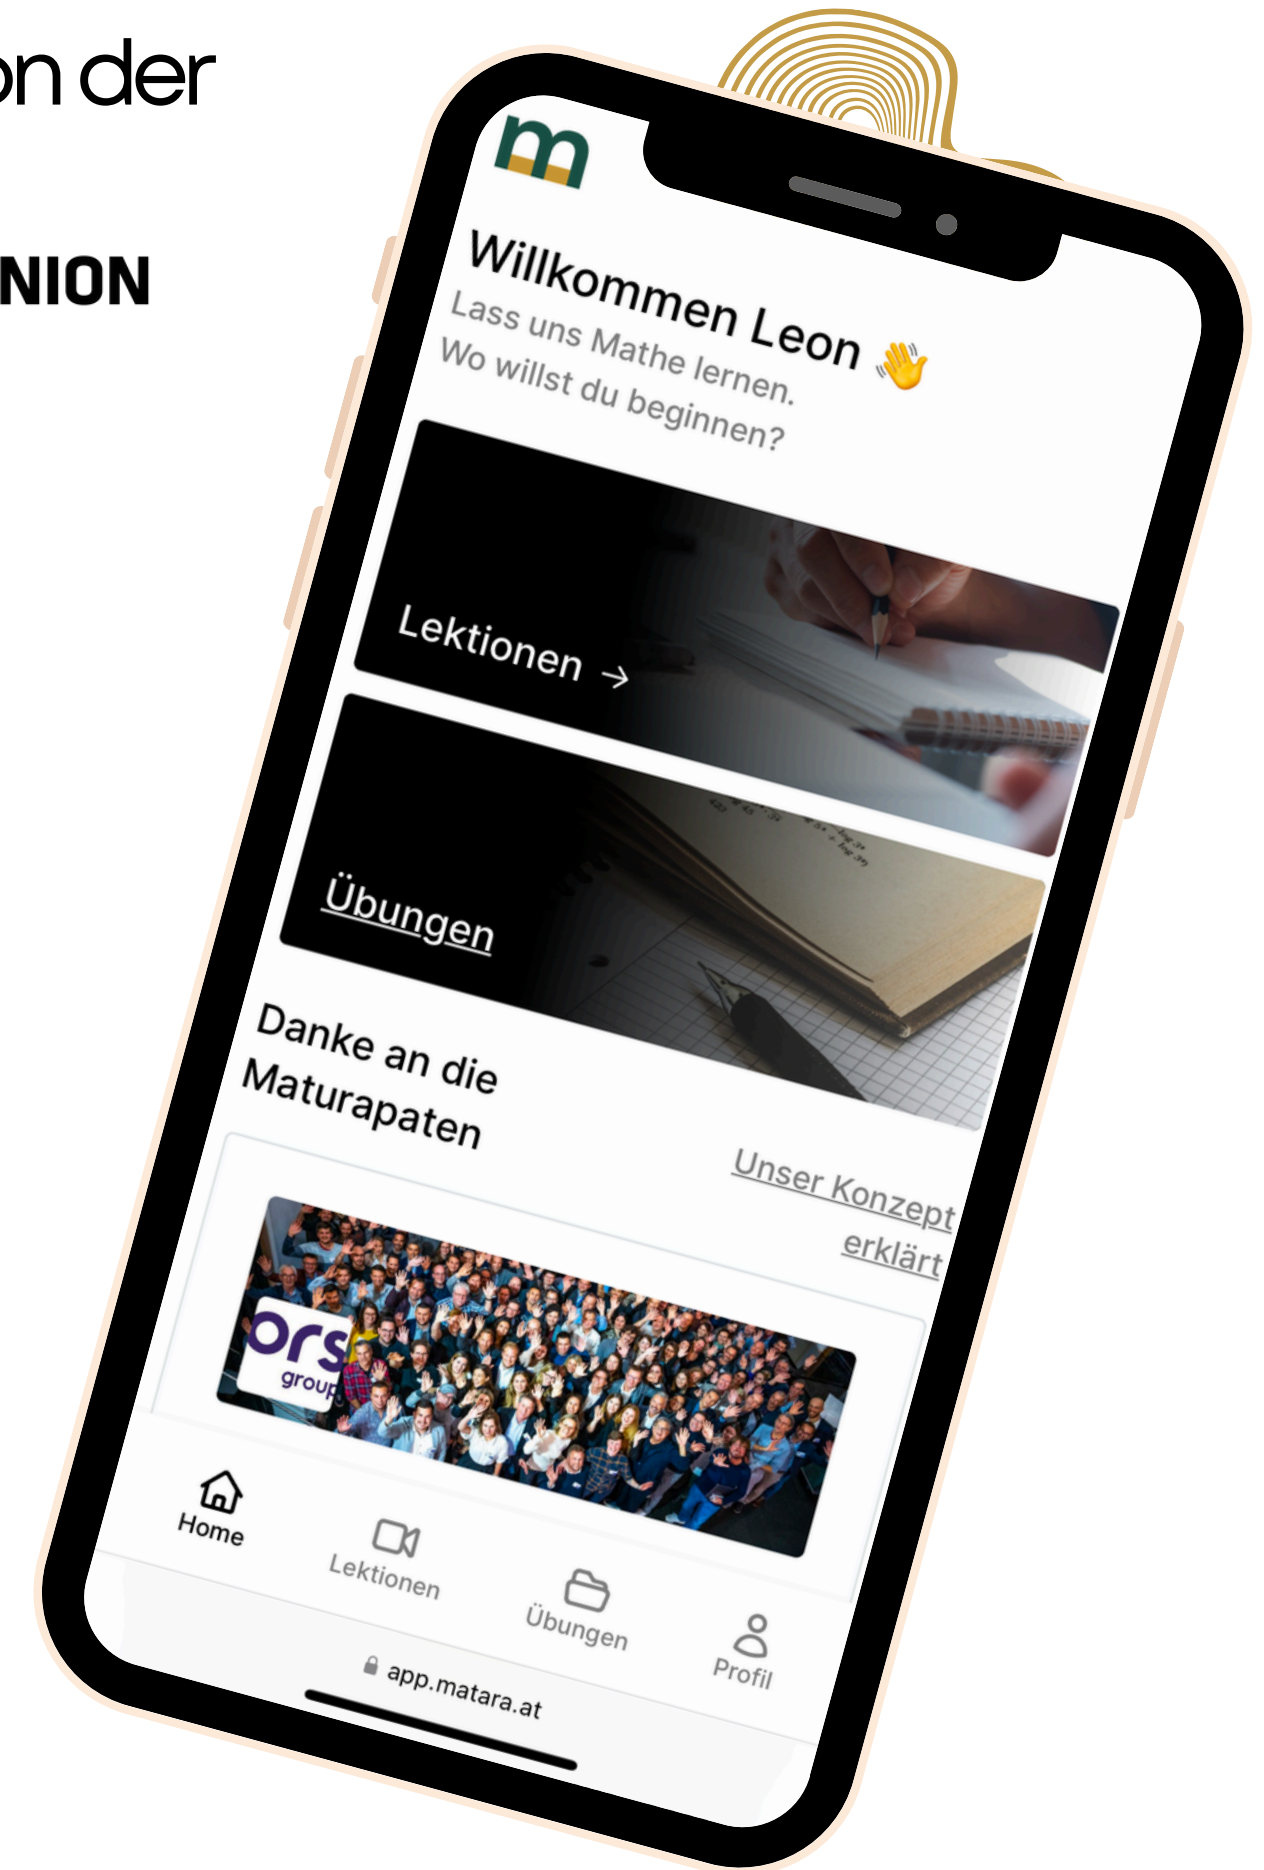 on der
NION
m
Willkommen Leon 👋
Lass uns Mathe lernen.
Wo willst du beginnen?
Lektionen →
Übungen
Danke an die
Maturapaten
Unser Konzept
erklärt
ors
group
Home
Lektionen
Übungen
Profil
app.matara.at